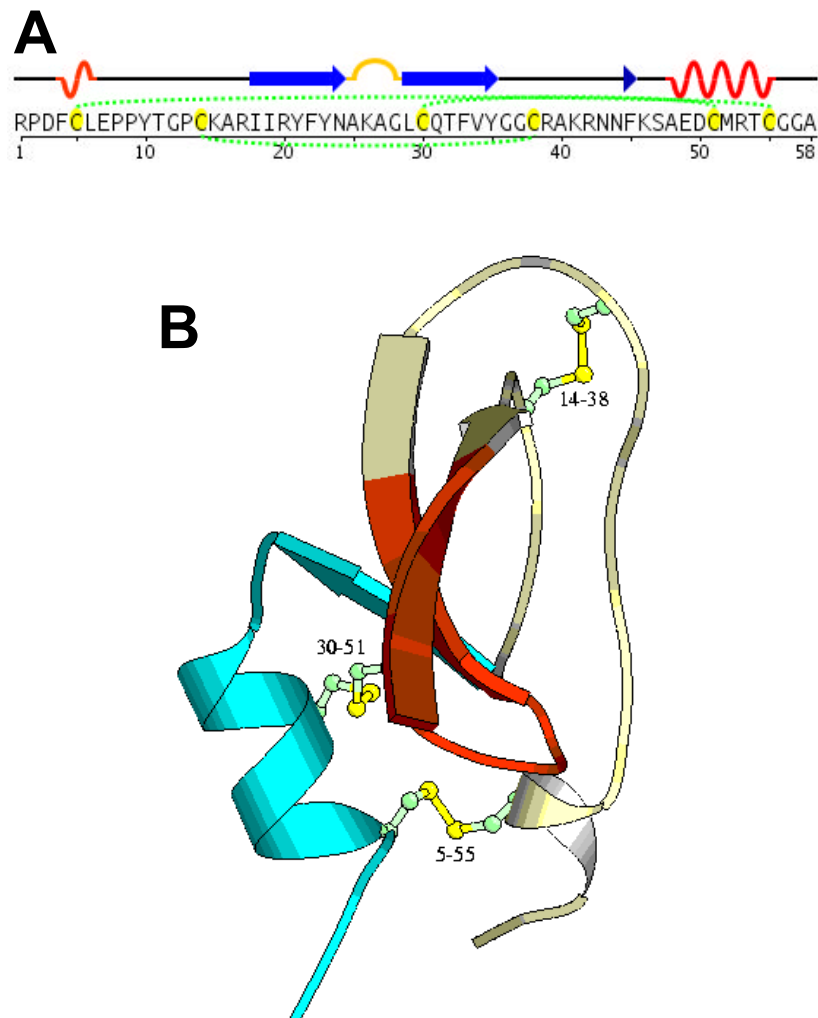 A
RPDFCLEPPYTGPCKARIIRYFYNAKAGLCQTFVYGGCRAKRNNFKSAEDCMRTCGGA
1 10 20 30 40 50 58
B
14-38
30-51
5-55